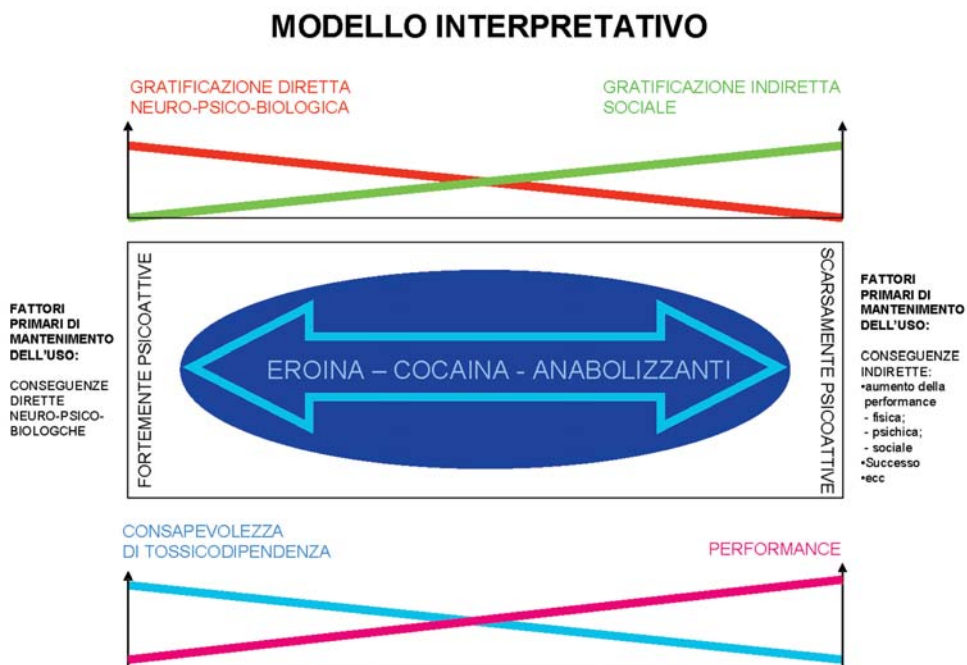 MODELLO INTERPRETATIVO
GRATIFICAZIONE DIRETTA
NEURO-PSICO-BIOLOGICA
GRATIFICAZIONE INDIRETTA
SOCIALE
FATTORI
PRIMARI DI
MANTENIMENTO
DELL'USO:
CONSEGUENZE
DIRETTE
NEURO-PSICO-
BIOLOGCHE
FORTEMENTE PSICOATTIVE
EROINA – COCAINA - ANABOLIZZANTI
SCARSAMENTE PSICOATTIVE
FATTORI
PRIMARI DI
MANTENIMENTO
DELL'USO:
CONSEGUENZE
INDIRETTE:
•aumento della
performance
- fisica;
- psichica;
- sociale
•Successo
•ecc
CONSAPEVOLEZZA
DI TOSSICODIPENDENZA
PERFORMANCE